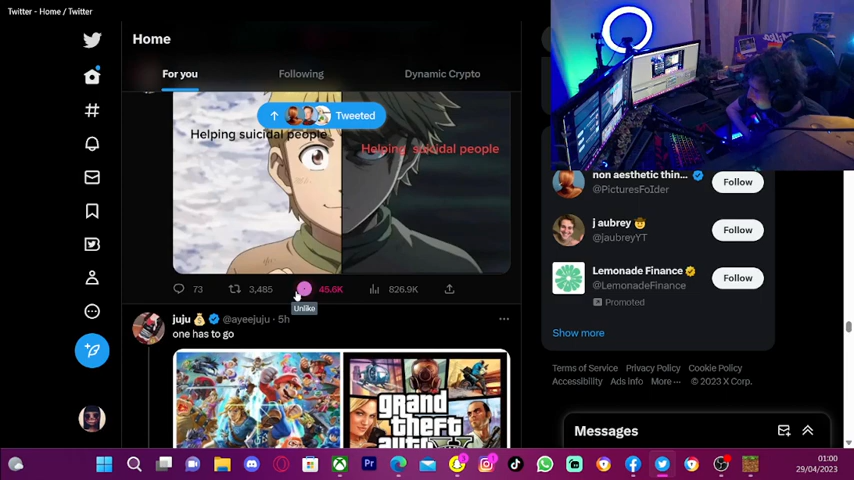 Twitter - Home / Twitter
Home
For you
Following
Dynamic Crypto
Tweeted
Helping suicidal people
Helping suicidal people
73
3,485
45.6K
826.9K
Unlike
juju 💰 @ayeejuju · 5h
one has to go
grand
theft
auto
non aesthetic thin...
@PicturesFoIder
Follow
j aubrey 🤠
@jaubreyYT
Follow
Lemonade Finance
@LemonadeFinance
Promoted
Follow
Show more
Terms of Service Privacy Policy Cookie Policy
Accessibility Ads info More ··· © 2023 X Corp.
Messages
Pr
01:00
29/04/2023